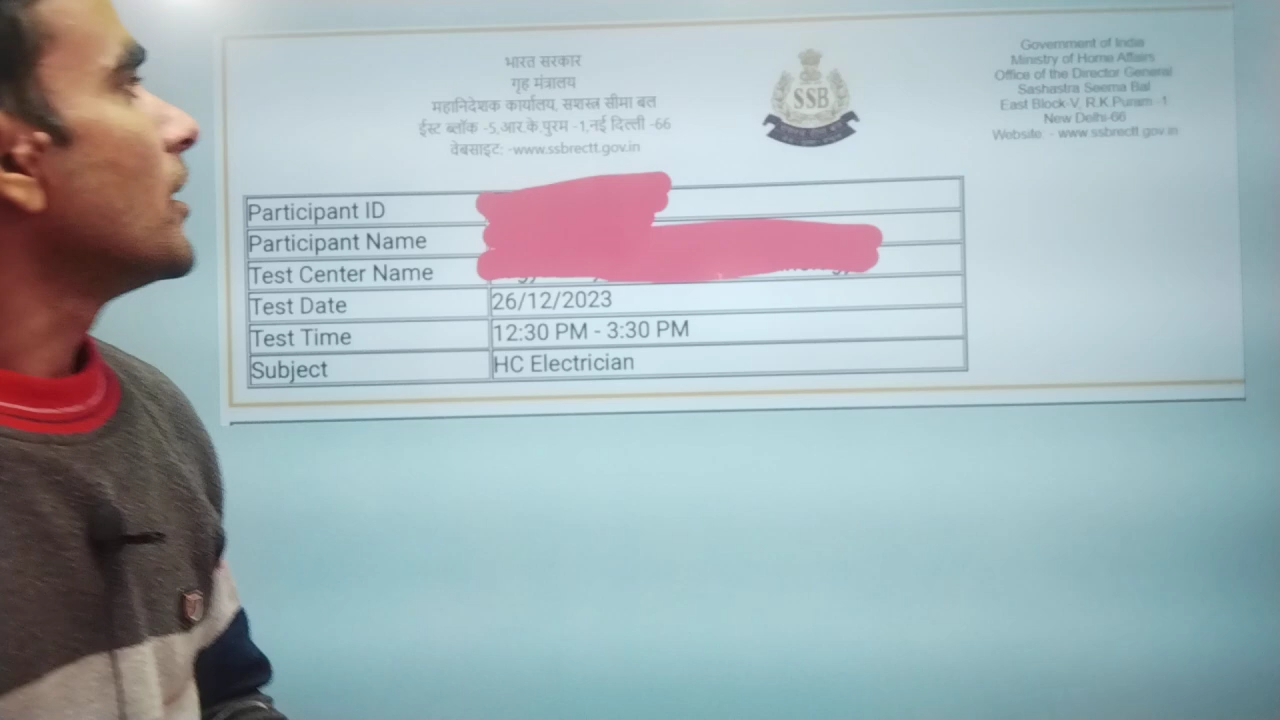 भारत सरकार
गृह मंत्रालय
महानिदेशक कार्यालय, सशस्त्र सीमा बल
ईस्ट ब्लॉक -5,आर.के.पुरम -1,नई दिल्ली -66
वेबसाइट: -www.ssbrectt.gov.in
SSB
Government of India
Ministry of Home Affairs
Office of the Director General
Sashastra Seema Bal
East Block-V, R.K.Puram -1
New Delhi-66
Website: - www.ssbrectt.gov.in
Participant ID
Participant Name
Test Center Name
Test Date 26/12/2023
Test Time 12:30 PM - 3:30 PM
Subject HC Electrician